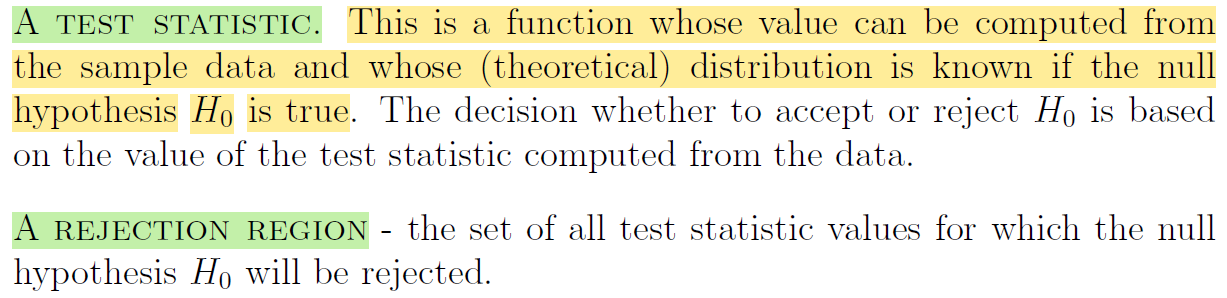 A TEST STATISTIC. This is a function whose value can be computed from
the sample data and whose (theoretical) distribution is known if the null
hypothesis H₀ is true. The decision whether to accept or reject H₀ is based
on the value of the test statistic computed from the data.
A REJECTION REGION - the set of all test statistic values for which the null
hypothesis H₀ will be rejected.